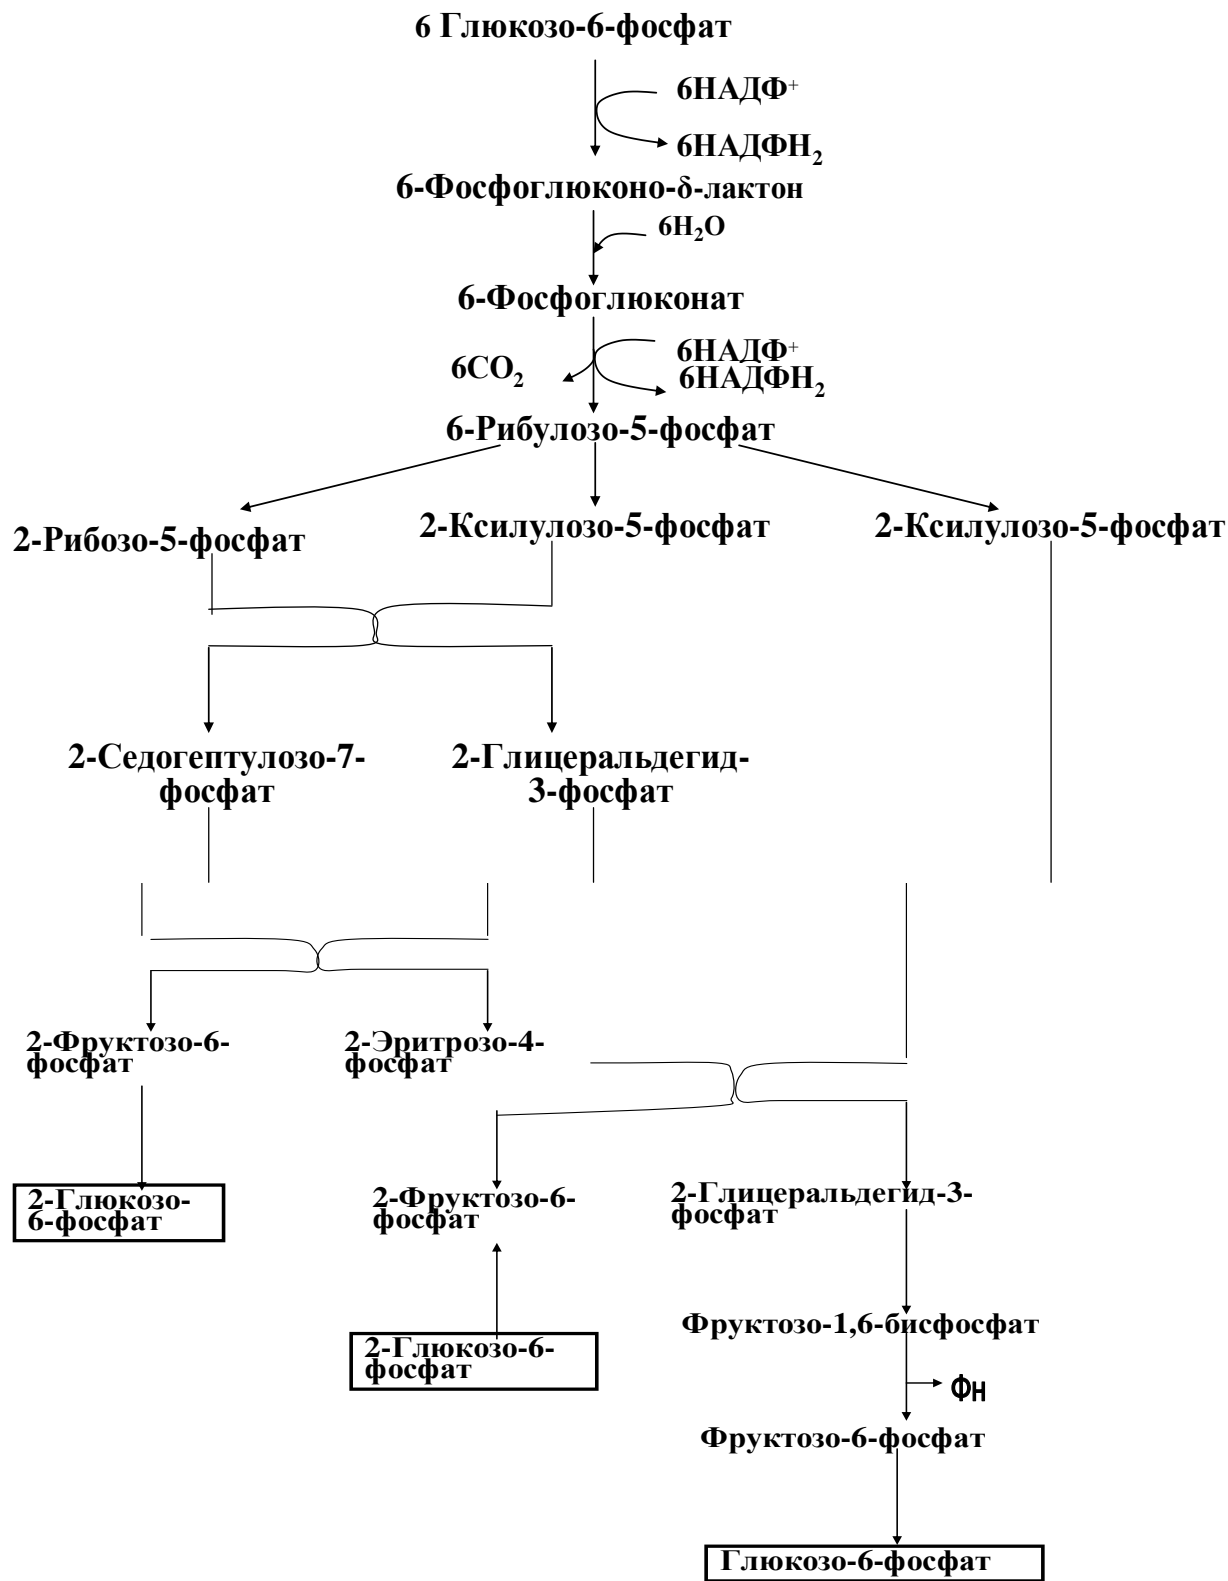 6 Глюкозо-6-фосфат
6НАДФ⁺
6НАДФН₂
6-Фосфоглюконо-δ-лактон
6Н₂О
6-Фосфоглюконат
6НАДФ⁺
6СО₂
6НАДФН₂
6-Рибулозо-5-фосфат
2-Рибозо-5-фосфат
2-Ксилулозо-5-фосфат
2-Ксилулозо-5-фосфат
2-Седогептулозо-7-
фосфат
2-Глицеральдегид-
3-фосфат
2-Фруктозо-6-
фосфат
2-Эритрозо-4-
фосфат
2-Глюкозо-
6-фосфат
2-Фруктозо-6-
фосфат
2-Глицеральдегид-3-
фосфат
Фруктозо-1,6-бисфосфат
2-Глюкозо-6-
фосфат
Фн
Фруктозо-6-фосфат
Глюкозо-6-фосфат